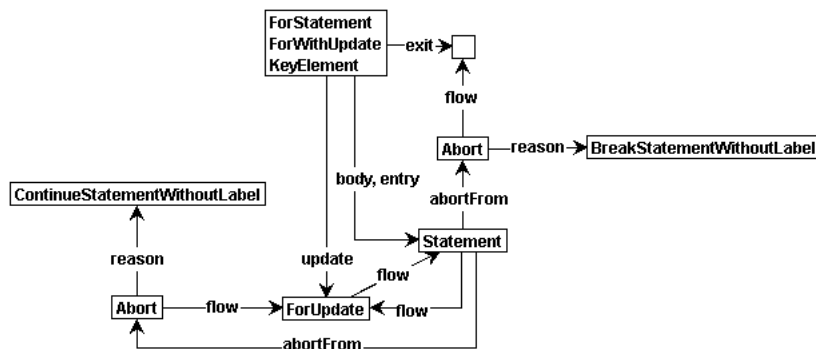 ForStatement
ForWithUpdate
KeyElement
exit
flow
Abort
reason
BreakStatementWithoutLabel
body, entry
ContinueStatementWithoutLabel
abortFrom
Statement
reason
update
flow
Abort
flow
ForUpdate
flow
abortFrom